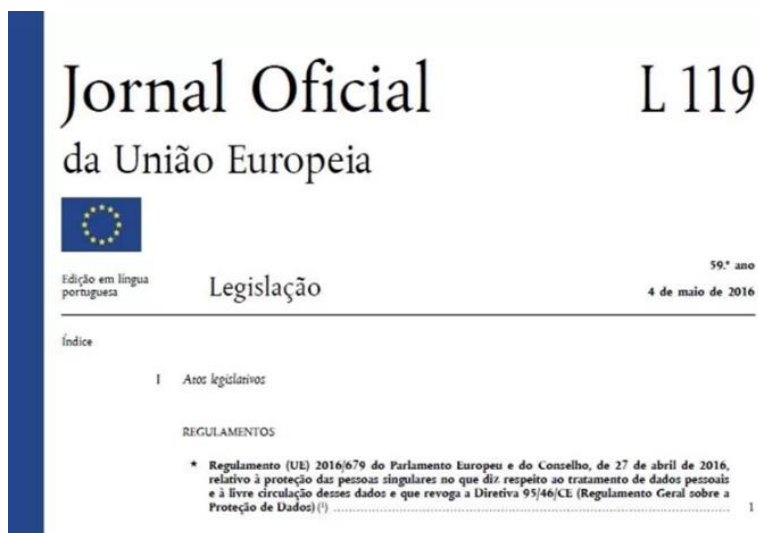 Jornal Oficial
L 119
da União Europeia
59.º ano
Edição em língua
portuguesa
Legislação
4 de maio de 2016
Índice
I Atos legislativos
REGULAMENTOS
* Regulamento (UE) 2016/679 do Parlamento Europeu e do Conselho, de 27 de abril de 2016,
relativo à proteção das pessoas singulares no que diz respeito ao tratamento de dados pessoais
e à livre circulação desses dados e que revoga a Diretiva 95/46/CE (Regulamento Geral sobre a
Proteção de Dados) (¹) ........................................................ 1